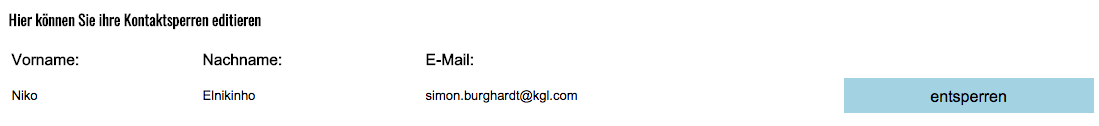 Hier können Sie ihre Kontaktsperren editieren
Vorname: Nachname: E-Mail:
Niko Elnikinho simon.burghardt@kgl.com entsperren